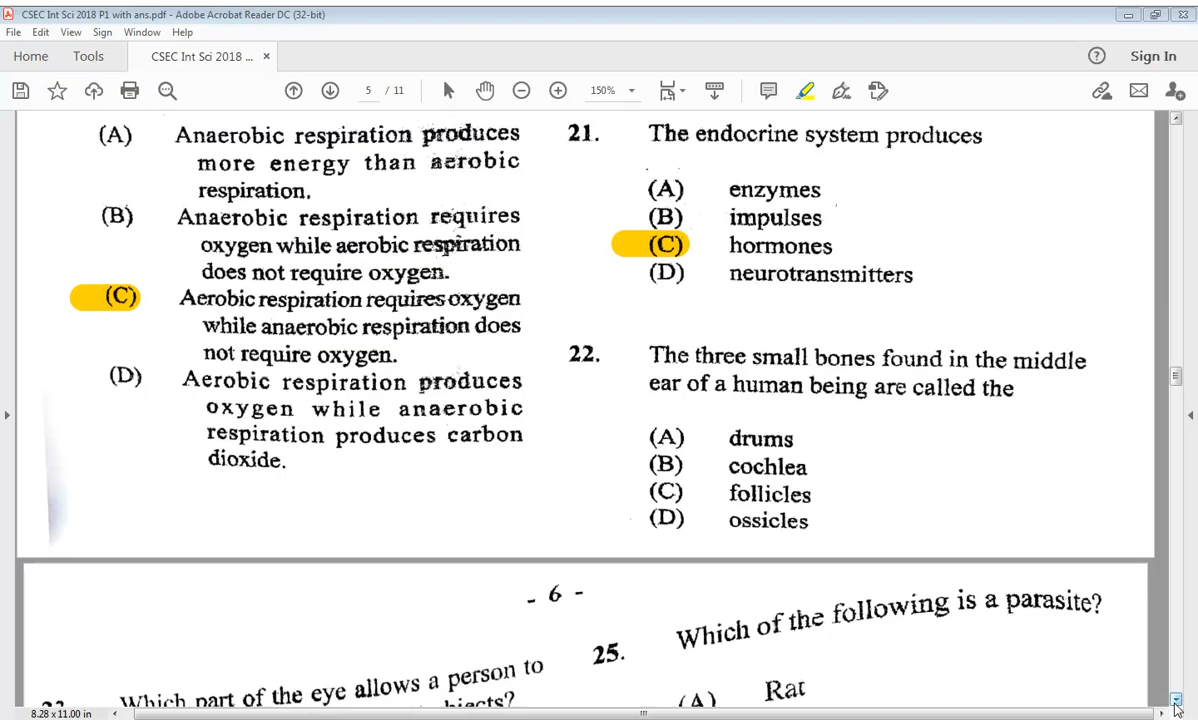 CSEC Int Sci 2018 P1 with ans.pdf - Adobe Acrobat Reader DC (32-bit)
File Edit View Sign Window Help
Home Tools CSEC Int Sci 2018 ... × ? Sign In
5 / 11 150%
(A) Anaerobic respiration produces
more energy than aerobic
respiration.
(B) Anaerobic respiration requires
oxygen while aerobic respiration
does not require oxygen.
(C) Aerobic respiration requires oxygen
while anaerobic respiration does
not require oxygen.
(D) Aerobic respiration produces
oxygen while anaerobic
respiration produces carbon
dioxide.
21. The endocrine system produces
(A) enzymes
(B) impulses
(C) hormones
(D) neurotransmitters
22. The three small bones found in the middle
ear of a human being are called the
(A) drums
(B) cochlea
(C) follicles
(D) ossicles
- 6 -
Which part of the eye allows a person to
25. Which of the following is a parasite?
(A) Rat
8.28 x 11.00 in